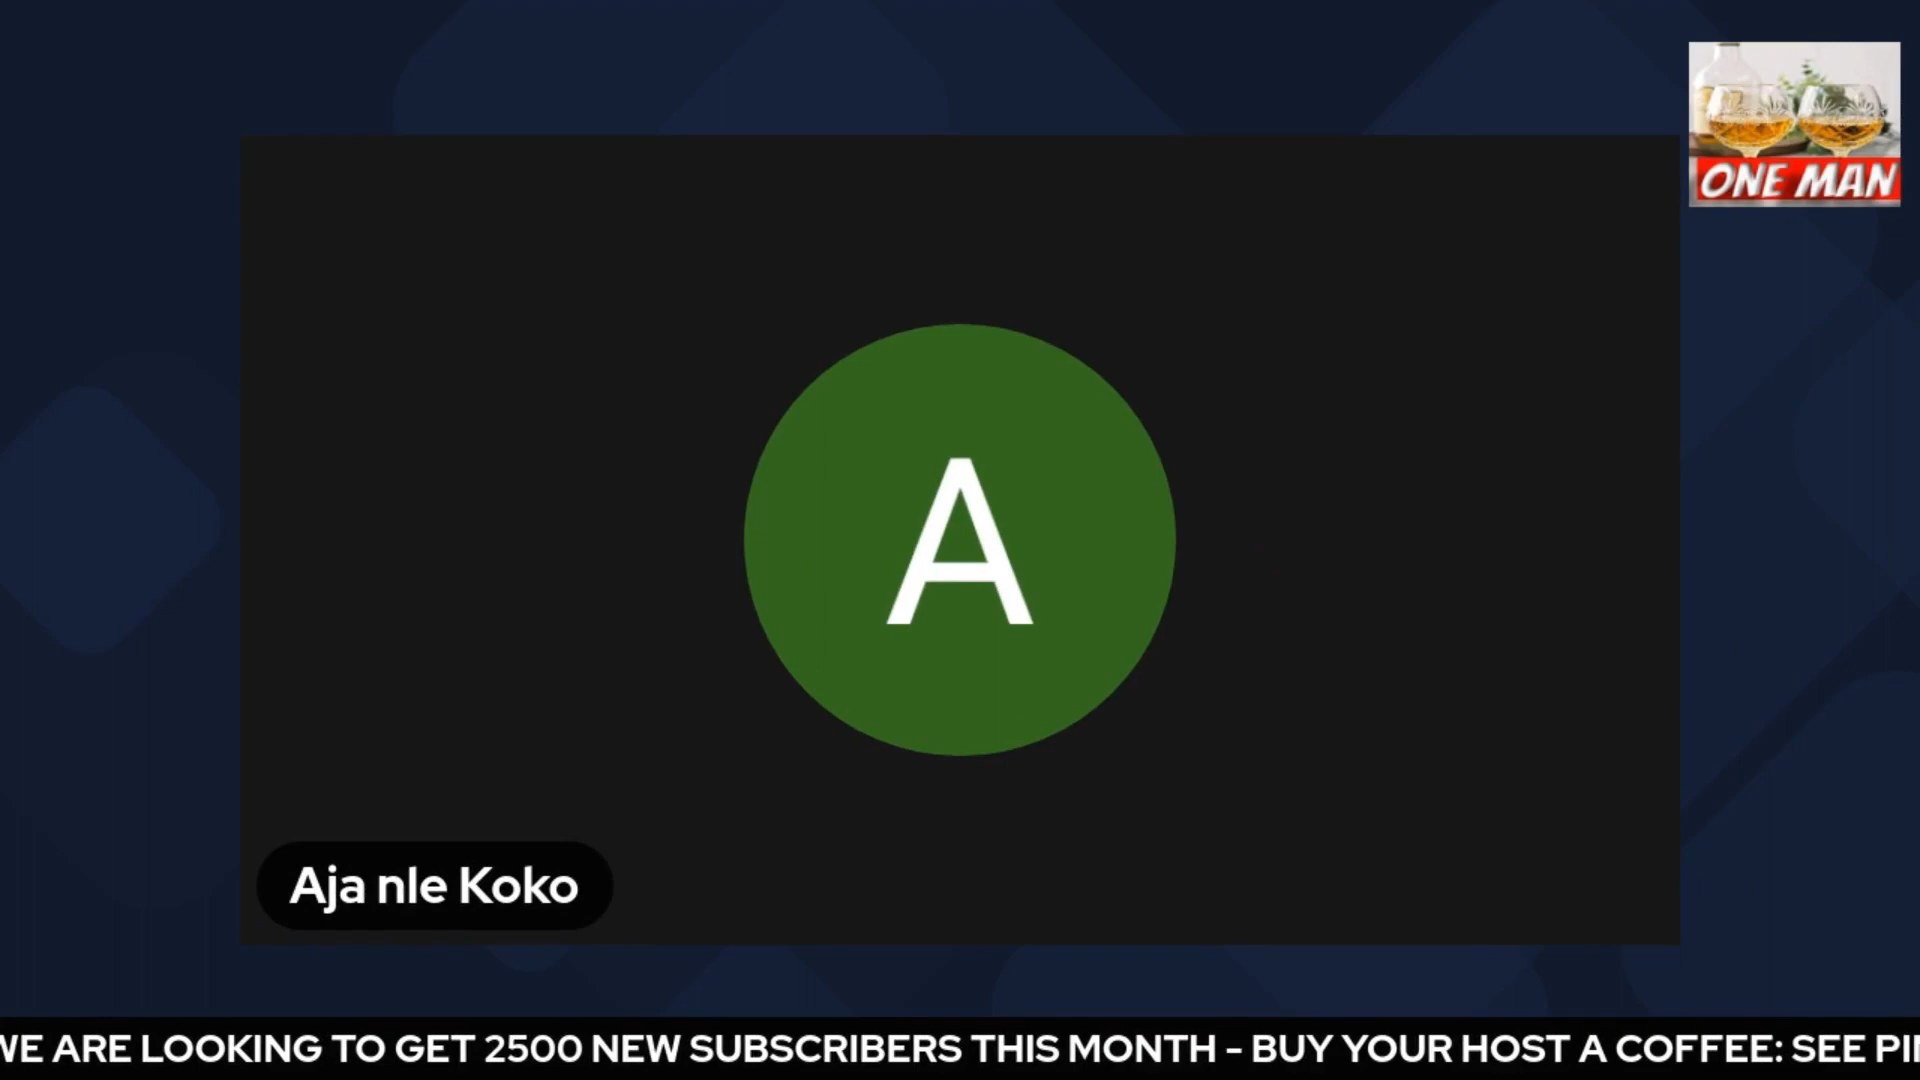 ONE MAN
A
Aja nle Koko
WE ARE LOOKING TO GET 2500 NEW SUBSCRIBERS THIS MONTH - BUY YOUR HOST A COFFEE: SEE